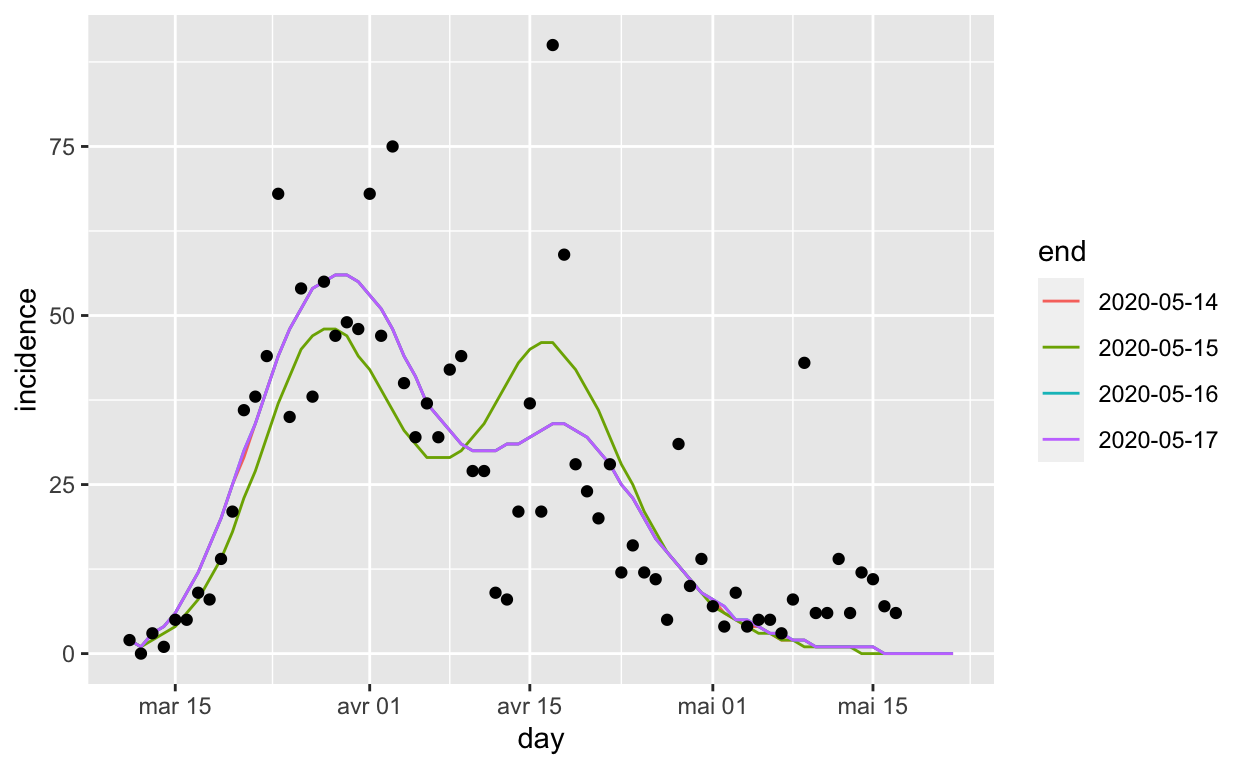 75
50
25
0
incidence
mar 15
avr 01
avr 15
mai 01
mai 15
day
end
2020-05-14
2020-05-15
2020-05-16
2020-05-17